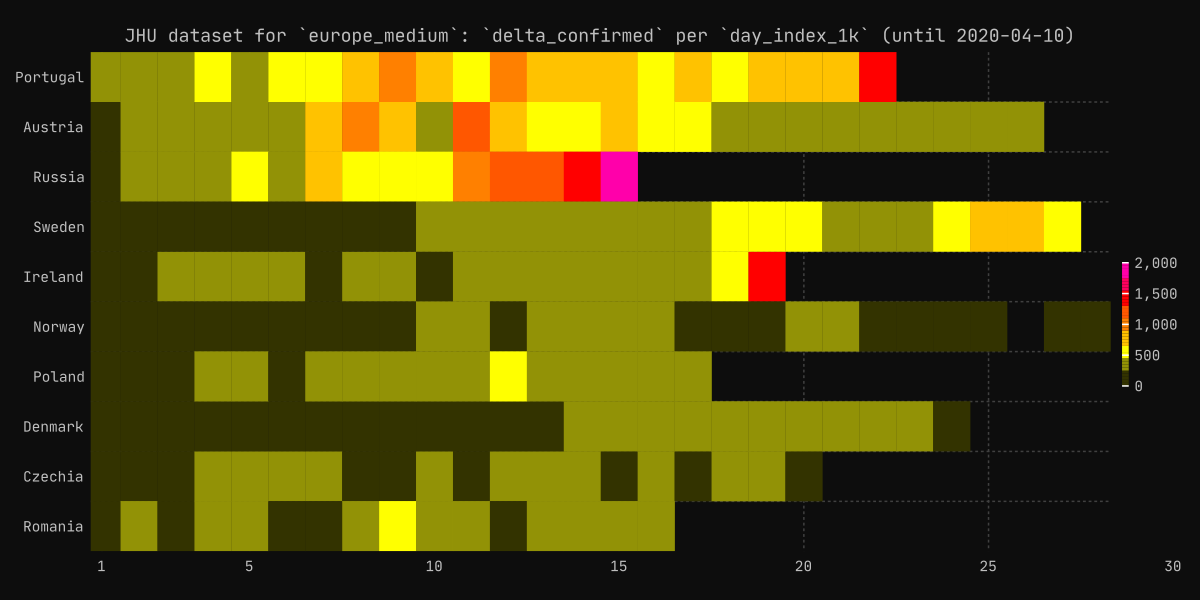 JHU dataset for `europe_medium`: `delta_confirmed` per `day_index_1k` (until 2020-04-10)
Portugal
Austria
Russia
Sweden
Ireland
Norway
Poland
Denmark
Czechia
Romania
2,000
1,500
1,000
500
0
1 5 10 15 20 25 30